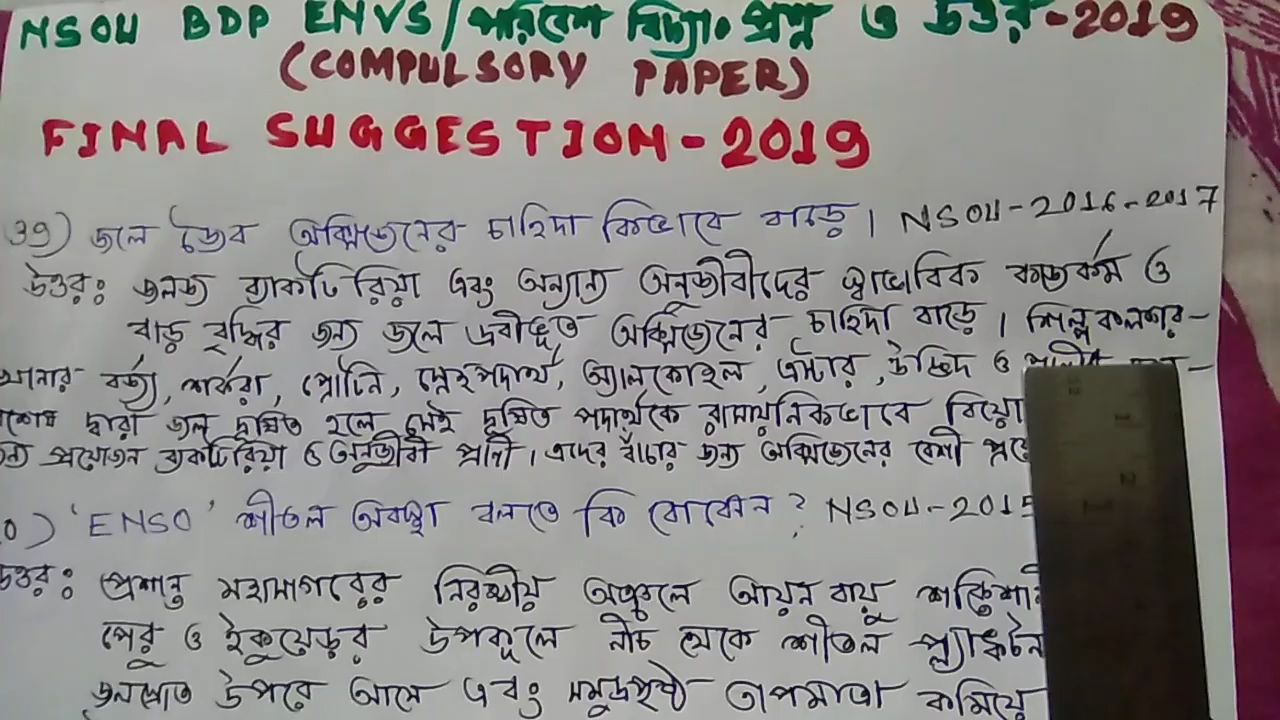 NSOU BDP ENVS/পরিবেশ বিদ্যা প্রশ্ন ও উত্তর-2019
(COMPULSORY PAPER)
FINAL SUGGESTION-2019
39) জলে জৈব অক্সিজেনের চাহিদা কিভাবে বাড়ে। NSOU-2016-2017
উত্তর: জলজ ব্যাকটিরিয়া এবং অন্যান্য অনুজীবীদের স্বাভাবিক কাজকর্ম ও
বাড় বৃদ্ধির জন্য জলে দ্রবীভূত অক্সিজেনের চাহিদা বাড়ে। শিল্প কলকার-
খানার বর্জ্য, শর্করা, প্রোটিন, স্নেহপদার্থ, অ্যালকোহল, এস্টার, উদ্ভিদ ও
শেষ দ্বারা জল দূষিত হলে সেই দূষিত পদার্থকে রাসায়নিকভাবে বিয়ো
প্রয়োজন ব্যাকটিরিয়া ও অনুজীবী প্রানী। এদের বাঁচার জন্য অক্সিজেনের বেশী
0) 'ENSO' শীতল অবস্থা বলতে কি বোঝেন? NSOU-2015
উত্তর: প্রশান্ত মহাসাগরের নিরক্ষীয় অঞ্চলে আয়ন বায়ু শক্তিশা
পেরু ও ইকুয়েডর উপকূলে নীচ থেকে শীতল প্ল্যাঙ্কটন
জলস্রোত উপরে আসে এবং সমুদ্রপৃষ্ঠে তাপমাত্রা কমিয়ে